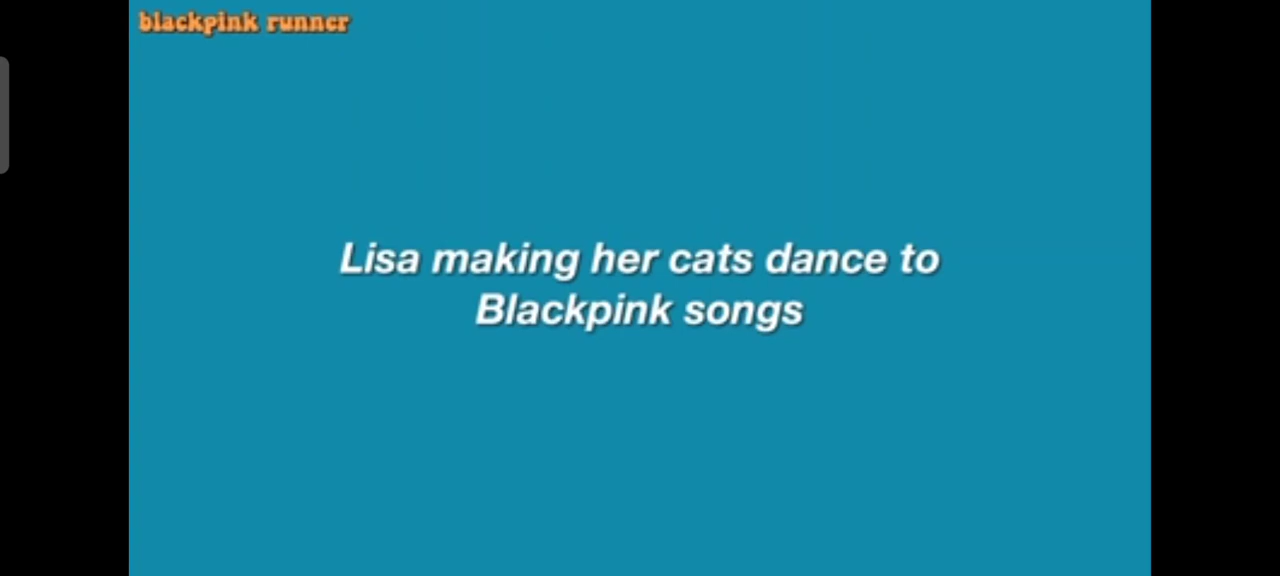 blackpink runner
Lisa making her cats dance to
Blackpink songs